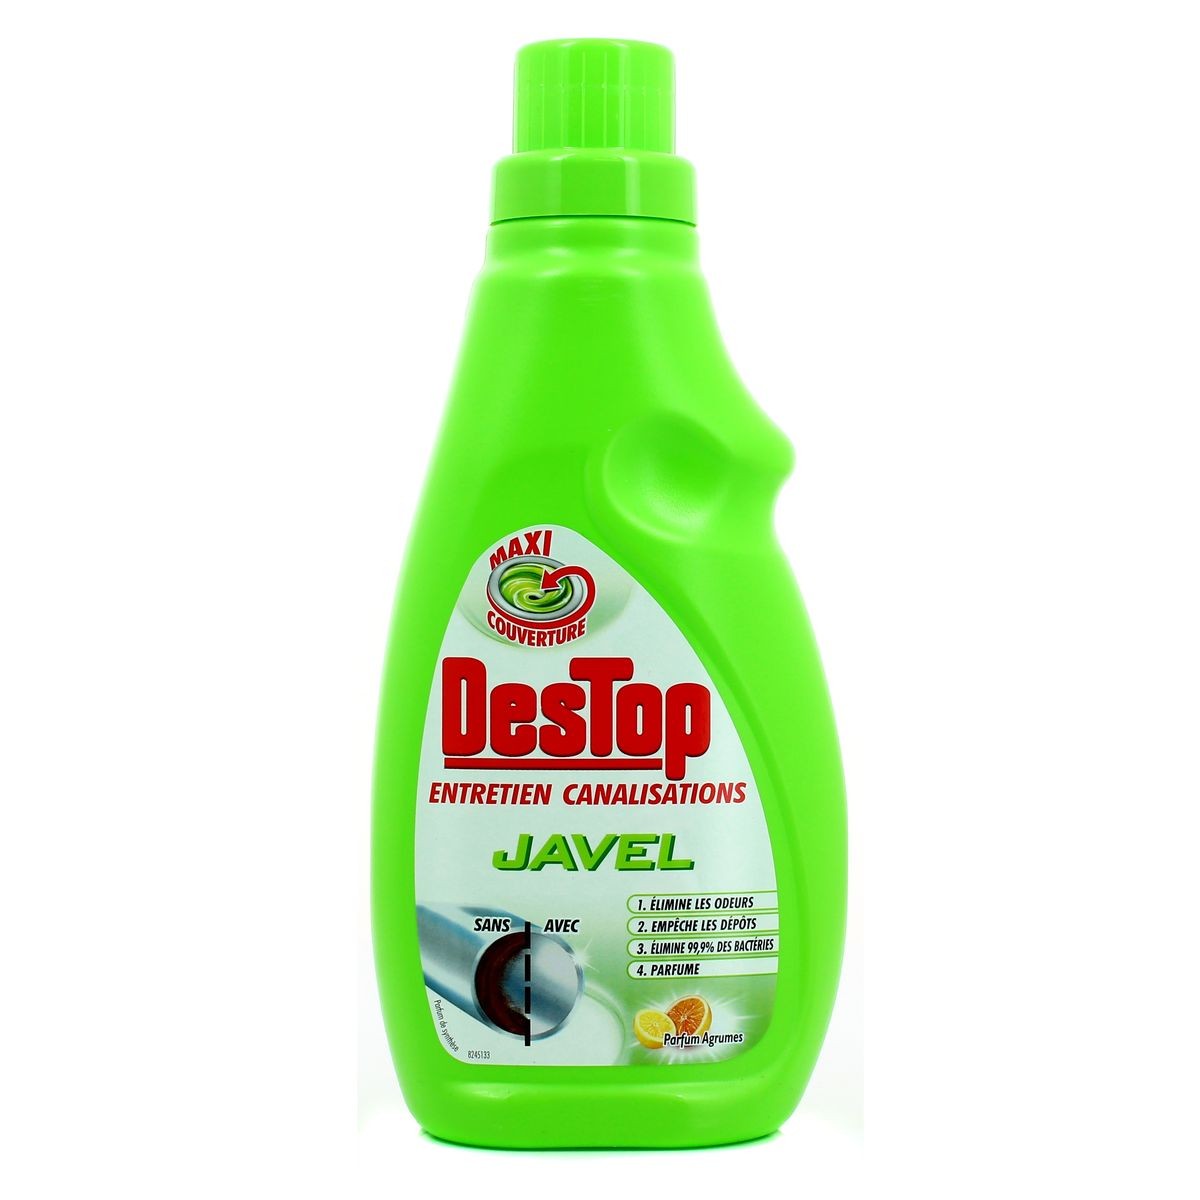 MAXI
COUVERTURE
DesTop
ENTRETIEN CANALISATIONS
JAVEL
SANS AVEC
1. ÉLIMINE LES ODEURS
2. EMPÊCHE LES DÉPÔTS
3. ÉLIMINE 99,9% DES BACTÉRIES
4. PARFUME
Parfum Agrumes
Parfum de synthèse
8245133